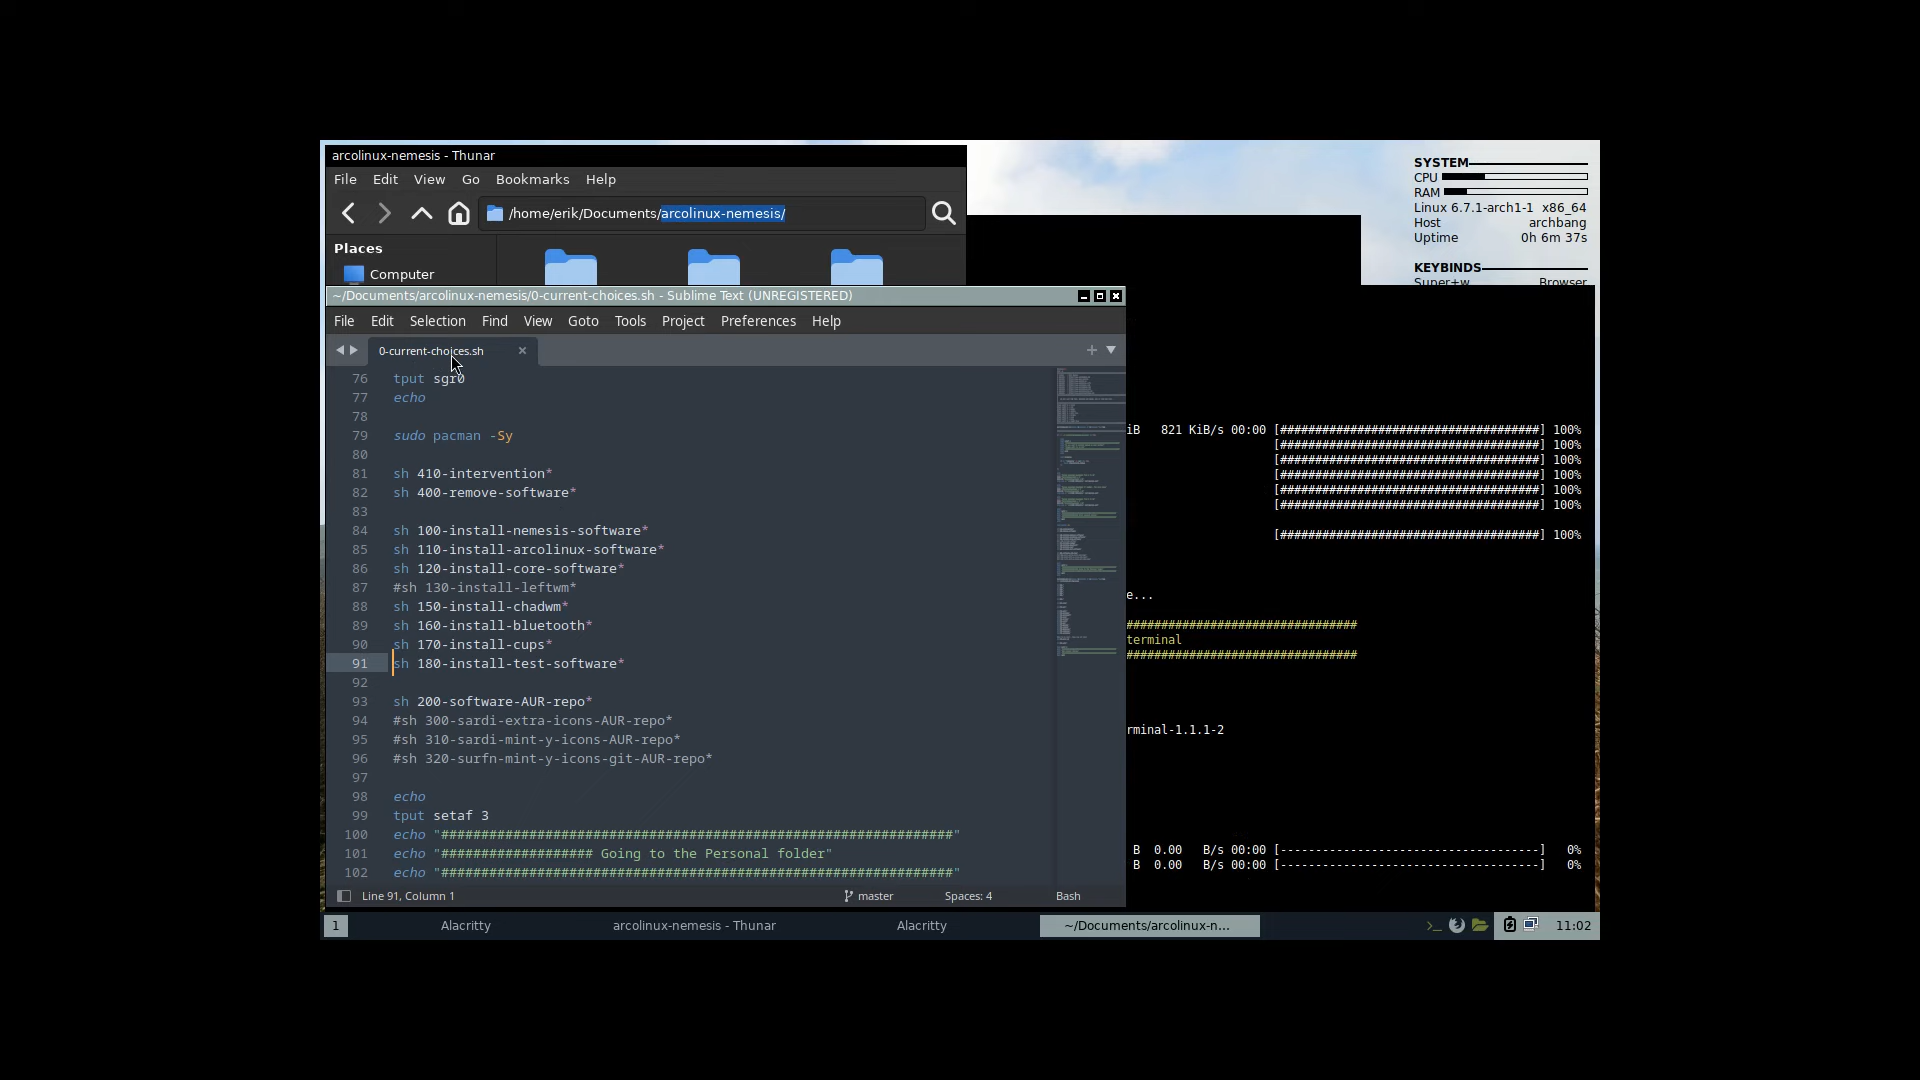 arcolinux-nemesis - Thunar
File Edit View Go Bookmarks Help
/home/erik/Documents/arcolinux-nemesis/
Places
Computer
SYSTEM
CPU
RAM
Linux 6.7.1-arch1-1 x86_64
Host archbang
Uptime 0h 6m 37s
KEYBINDS
Super+w Browser
~/Documents/arcolinux-nemesis/0-current-choices.sh - Sublime Text (UNREGISTERED)
File Edit Selection Find View Goto Tools Project Preferences Help
0-current-choices.sh
76 tput sgr0
77 echo
78
79 sudo pacman -Sy
80
81 sh 410-intervention*
82 sh 400-remove-software*
83
84 sh 100-install-nemesis-software*
85 sh 110-install-arcolinux-software*
86 sh 120-install-core-software*
87 #sh 130-install-leftwm*
88 sh 150-install-chadwm*
89 sh 160-install-bluetooth*
90 sh 170-install-cups*
91 sh 180-install-test-software*
92
93 sh 200-software-AUR-repo*
94 #sh 300-sardi-extra-icons-AUR-repo*
95 #sh 310-sardi-mint-y-icons-AUR-repo*
96 #sh 320-surfn-mint-y-icons-git-AUR-repo*
97
98 echo
99 tput setaf 3
100 echo "################################################################"
101 echo "################### Going to the Personal folder"
102 echo "################################################################"
Line 91, Column 1 master Spaces: 4 Bash
iB 821 KiB/s 00:00 [#################################] 100%
[#################################] 100%
[#################################] 100%
[#################################] 100%
[#################################] 100%
[#################################] 100%
[#################################] 100%
e...
#############################
terminal
#############################
rminal-1.1.1-2
B 0.00 B/s 00:00 [---------------------------------] 0%
B 0.00 B/s 00:00 [---------------------------------] 0%
1 Alacritty arcolinux-nemesis - Thunar Alacritty ~/Documents/arcolinux-n... 11:02